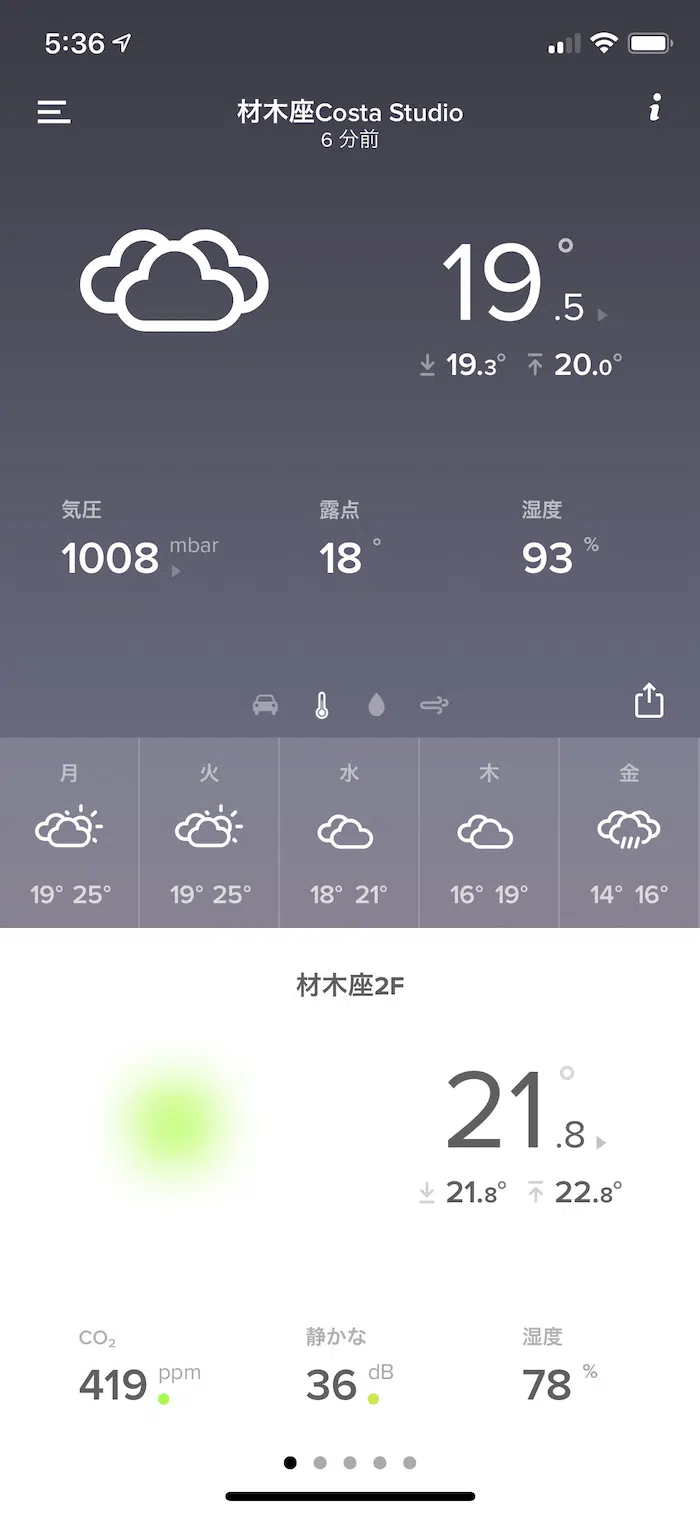 5:36
材木座Costa Studio
6 分前
19.5°
19.3° 20.0°
気圧 露点 湿度
1008 mbar 18° 93 %
月 火 水 木 金
19° 25° 19° 25° 18° 21° 16° 19° 14° 16°
材木座2F
21.8°
21.8° 22.8°
CO₂ 静かな 湿度
419 ppm 36 dB 78 %